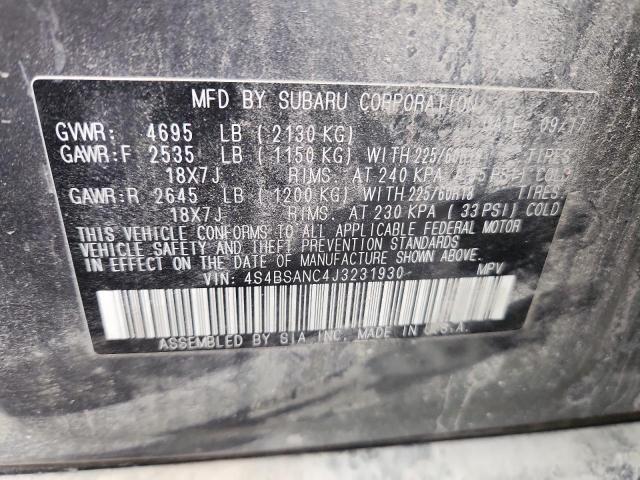 MFD BY SUBARU CORPORATION
GVWR: 4695 LB (2130 KG)
GAWR:F 2535 LB (1150 KG) WITH 225/60R18 TIRES
18X7J RIMS. AT 240 KPA (35 PSI) COLD
GAWR:R 2645 LB (1200 KG) WITH 225/60R18 TIRES
18X7J RIMS. AT 230 KPA (33 PSI) COLD
THIS VEHICLE CONFORMS TO ALL APPLICABLE FEDERAL MOTOR
VEHICLE SAFETY AND THEFT PREVENTION STANDARDS
IN EFFECT ON THE DATE OF MANUFACTURE SHOWN ABOVE.
VIN: 4S4BSANC4J3231930 MPV
ASSEMBLED BY SIA INC. MADE IN U.S.A.